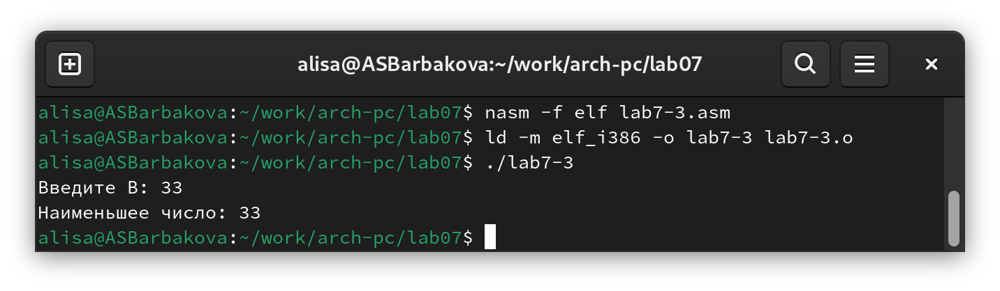 alisa@ASBarbakova:~/work/arch-pc/lab07
alisa@ASBarbakova:~/work/arch-pc/lab07$ nasm -f elf lab7-3.asm
alisa@ASBarbakova:~/work/arch-pc/lab07$ ld -m elf_i386 -o lab7-3 lab7-3.o
alisa@ASBarbakova:~/work/arch-pc/lab07$ ./lab7-3
Введите В: 33
Наименьшее число: 33
alisa@ASBarbakova:~/work/arch-pc/lab07$